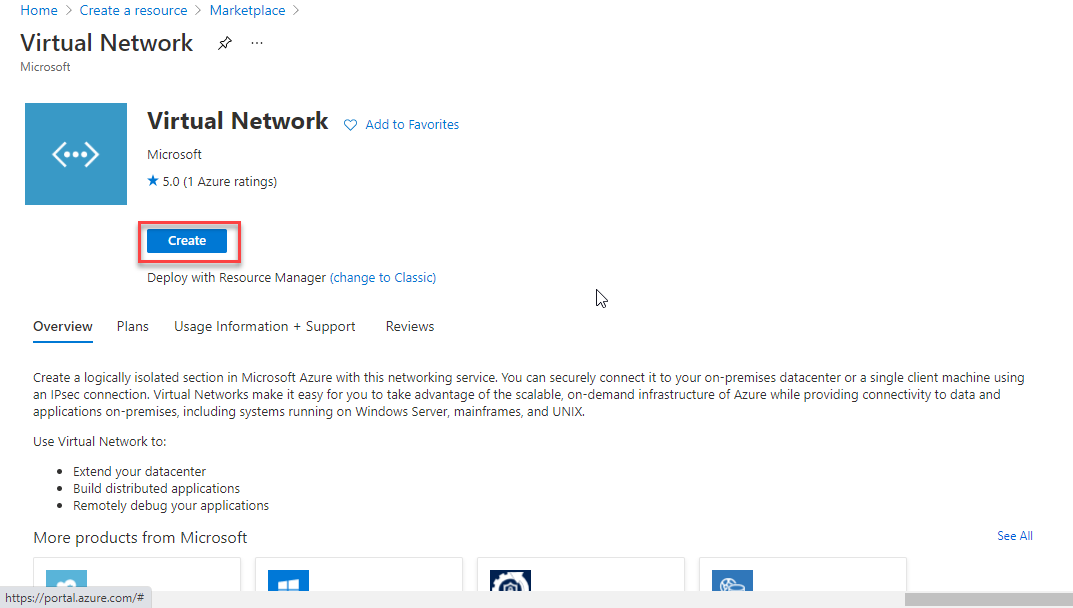 Home > Create a resource > Marketplace >
Virtual Network ...
Microsoft
Virtual Network Add to Favorites
Microsoft
★ 5.0 (1 Azure ratings)
Create
Deploy with Resource Manager (change to Classic)
Overview Plans Usage Information + Support Reviews
Create a logically isolated section in Microsoft Azure with this networking service. You can securely connect it to your on-premises datacenter or a single client machine using
an IPsec connection. Virtual Networks make it easy for you to take advantage of the scalable, on-demand infrastructure of Azure while providing connectivity to data and
applications on-premises, including systems running on Windows Server, mainframes, and UNIX.
Use Virtual Network to:
• Extend your datacenter
• Build distributed applications
• Remotely debug your applications
More products from Microsoft See All
https://portal.azure.com/#